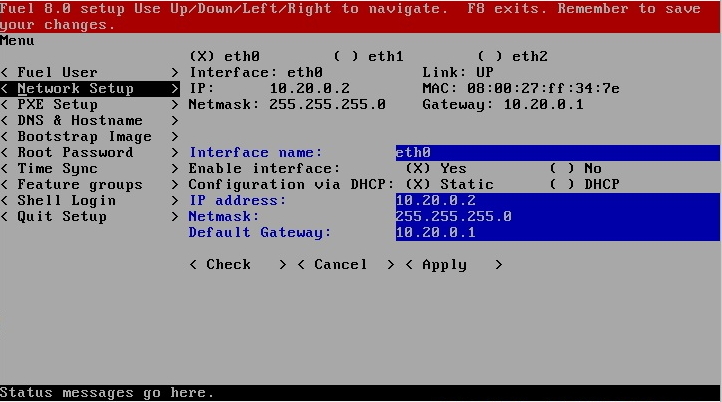 Fuel 8.0 setup Use Up/Down/Left/Right to navigate.  F8 exits. Remember to save
your changes.
Menu
(X) eth0         ( ) eth1         ( ) eth2
< Fuel User         > Interface: eth0              Link: UP
< Network Setup     > IP:       10.20.0.2          MAC: 08:00:27:ff:34:7e
< PXE Setup         > Netmask: 255.255.255.0    Gateway: 10.20.0.1
< DNS & Hostname    >
< Bootstrap Image   >
< Root Password     > Interface name:         eth0
< Time Sync         > Enable interface:        (X) Yes          ( ) No
< Feature groups    > Configuration via DHCP: (X) Static       ( ) DHCP
< Shell Login       > IP address:             10.20.0.2
< Quit Setup        > Netmask:                255.255.255.0
Default Gateway:        10.20.0.1
< Check   > < Cancel  > < Apply   >
Status messages go here.